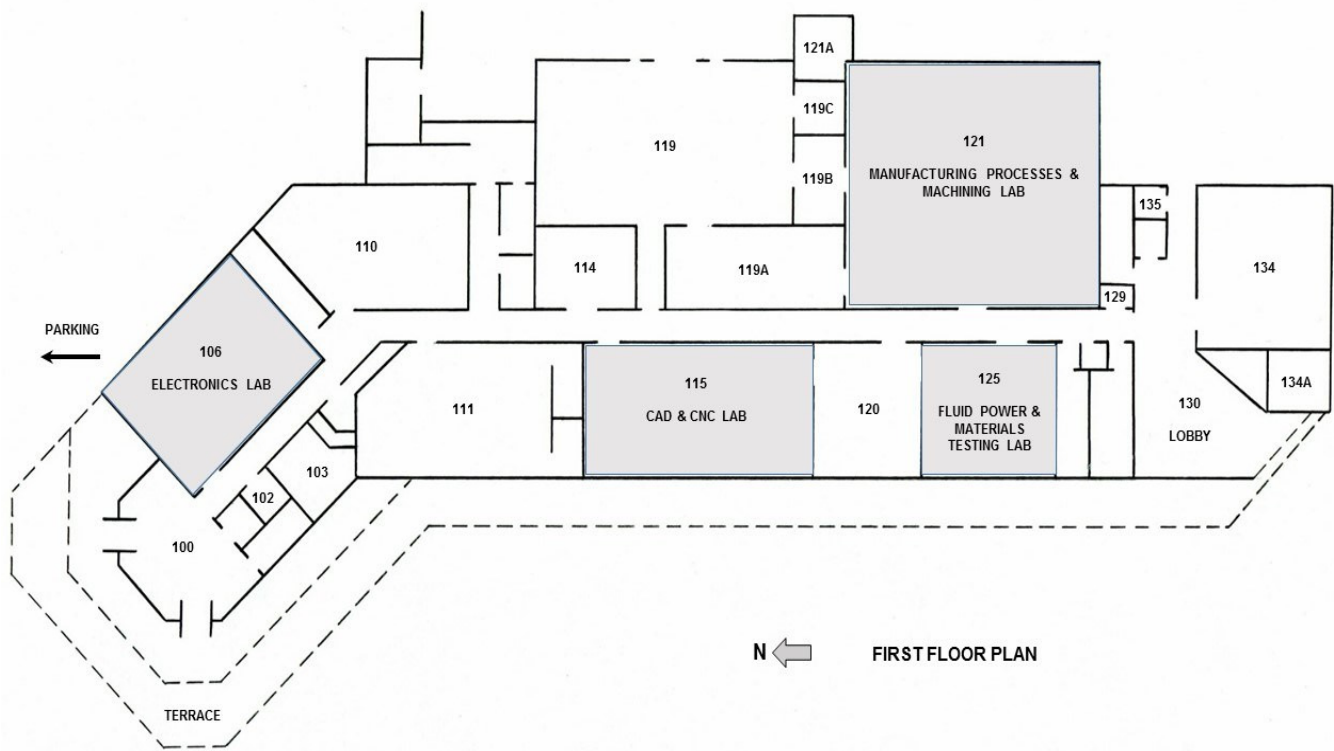 121A
119C
119
121
MANUFACTURING PROCESSES &
MACHINING LAB
119B
135
110
114
119A
134
129
PARKING
106
ELECTRONICS LAB
115
CAD & CNC LAB
125
FLUID POWER &
MATERIALS
TESTING LAB
134A
111
120
130
LOBBY
103
102
100
N
FIRST FLOOR PLAN
TERRACE